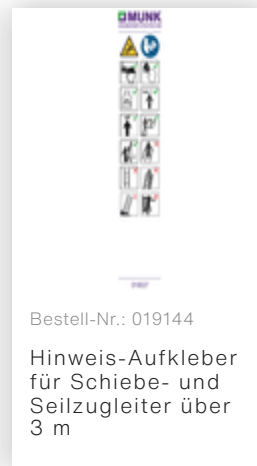 MUNK
Bestell-Nr.: 019144
Hinweis-Aufkleber
für Schiebe- und
Seilzugleiter über
3 m